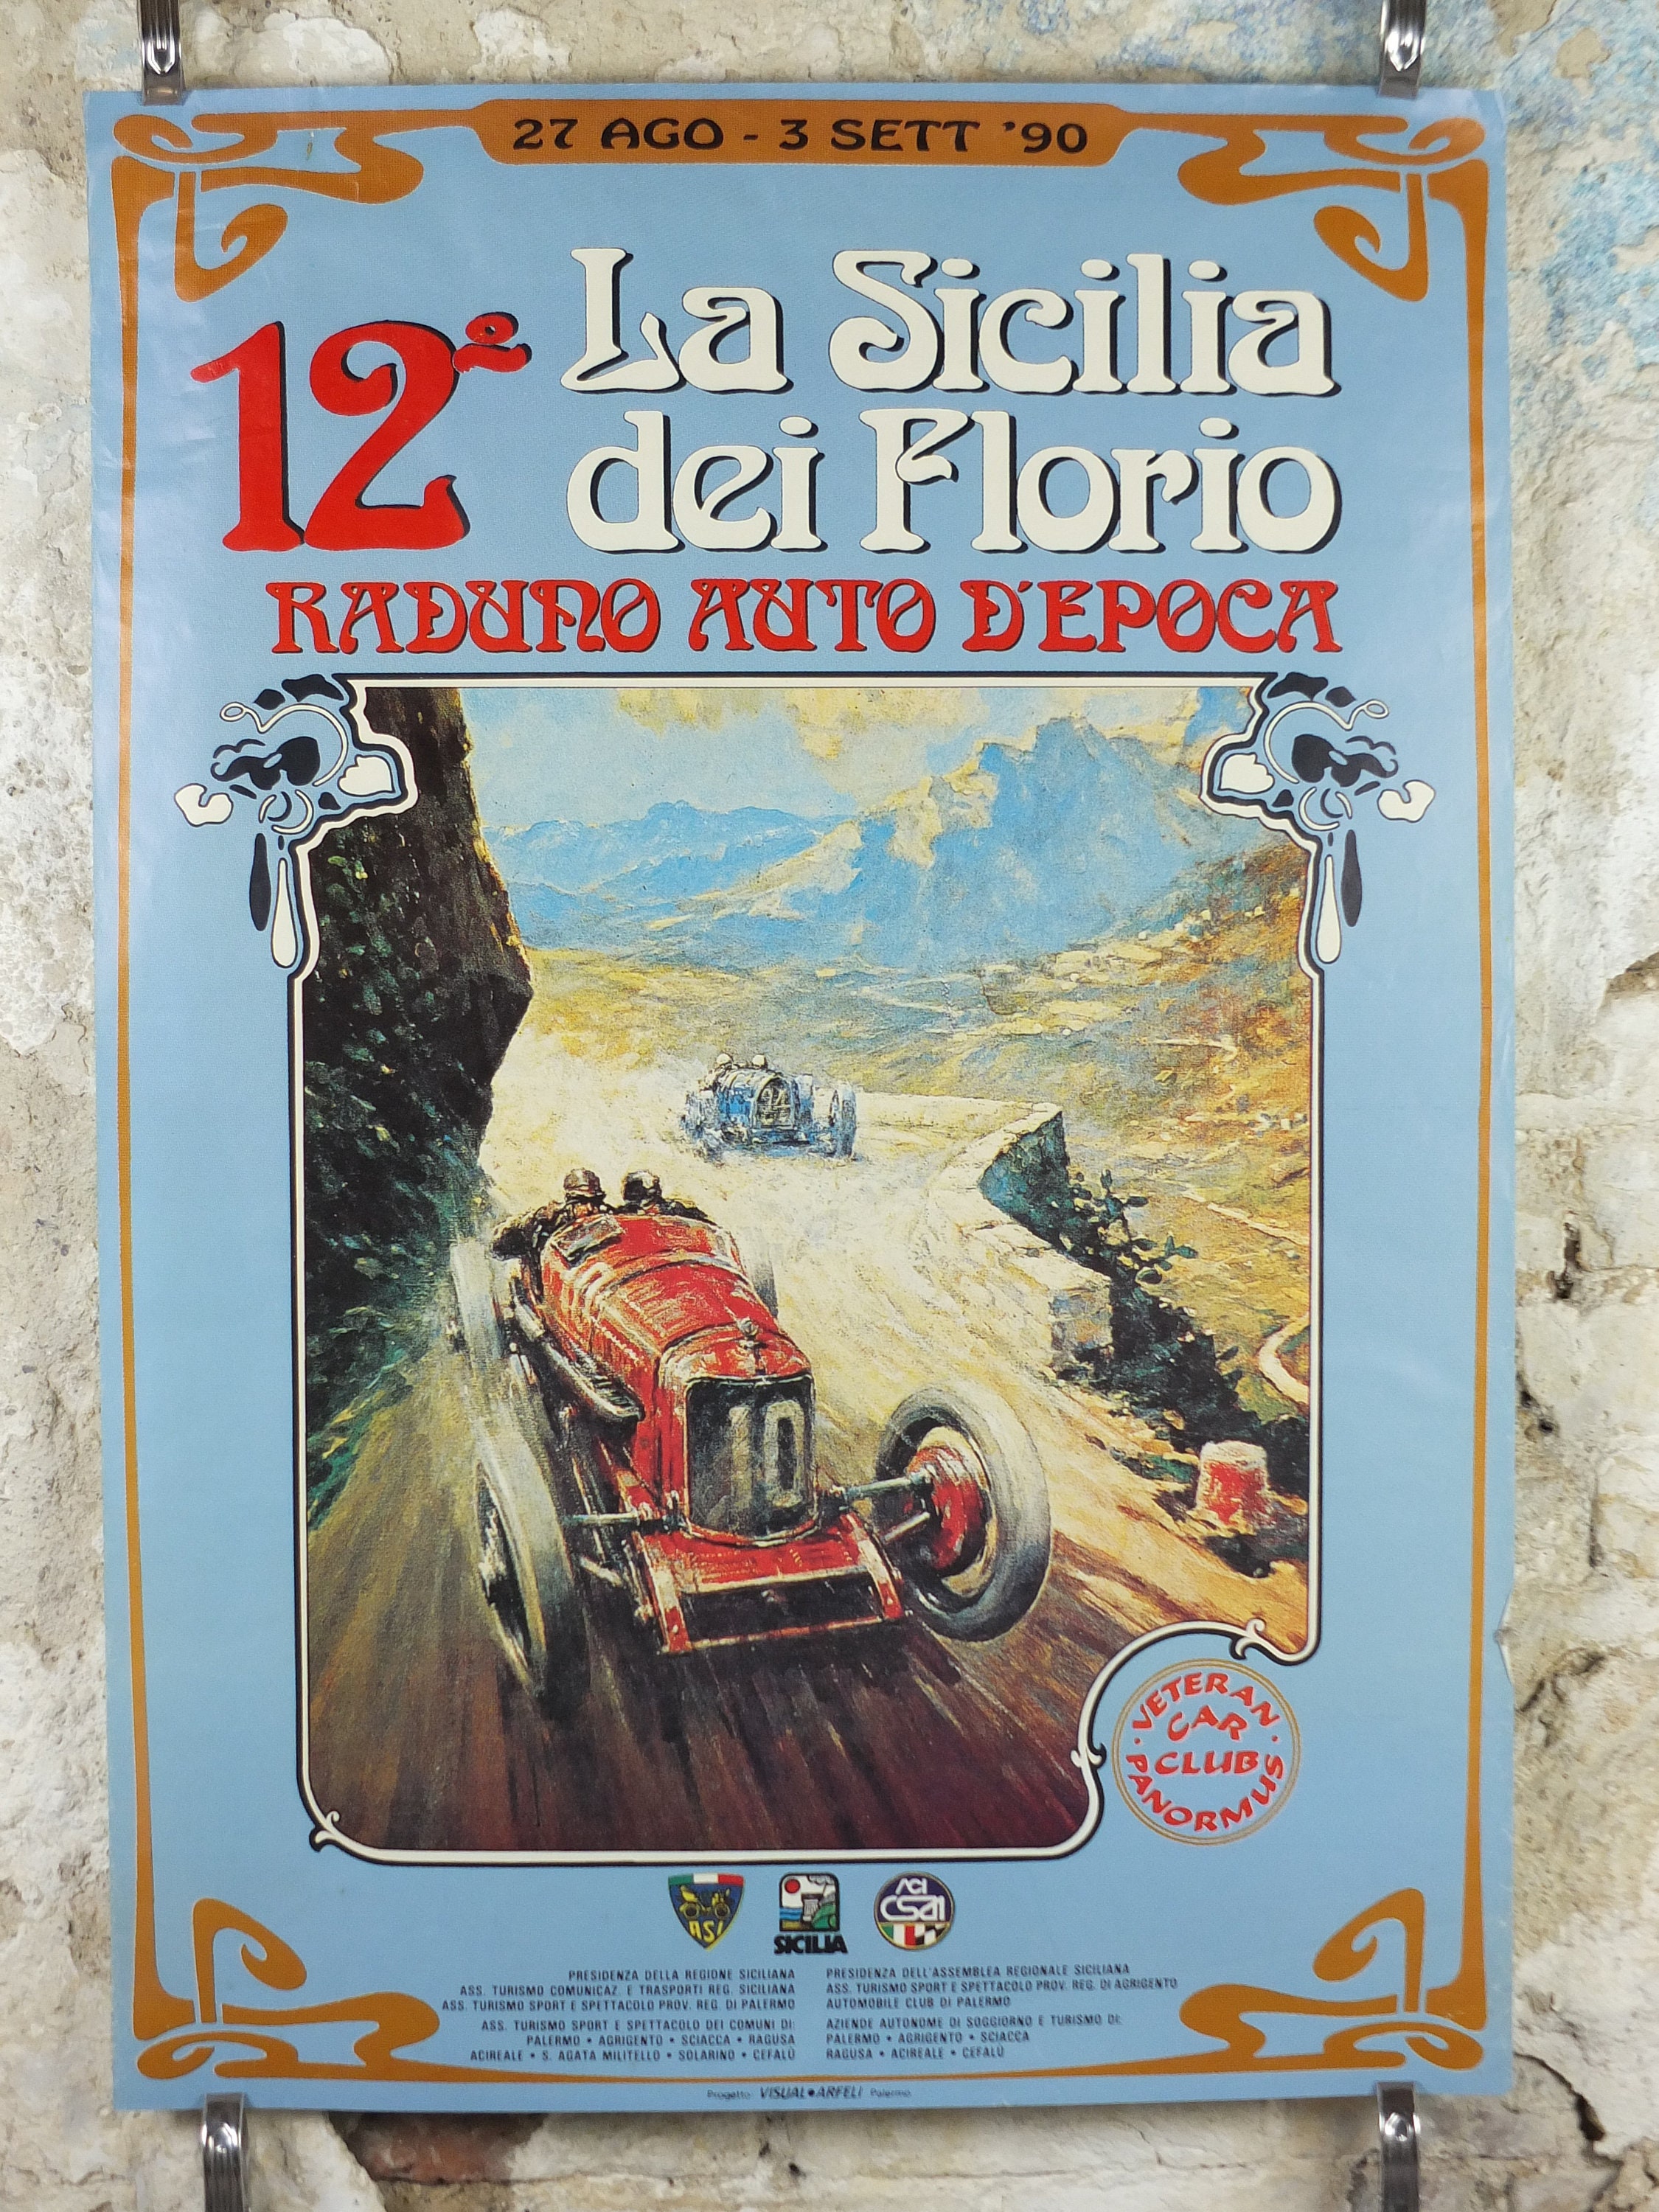 27 AGO - 3 SETT '90
12º
La Sicilia
dei Florio
RADUNO AUTO D'EPOCA
24
10
VETERAN
CAR
CLUB
PANORMUS
ASI
SICILIA
ACI
CSAI
PRESIDENZA DELLA REGIONE SICILIANA
ASS. TURISMO COMUNICAZ. E TRASPORTI REG. SICILIANA
ASS. TURISMO SPORT E SPETTACOLO PROV. REG. DI PALERMO
ASS. TURISMO SPORT E SPETTACOLO DEI COMUNI DI:
PALERMO • AGRIGENTO • SCIACCA • RAGUSA
ACIREALE • S. AGATA MILITELLO • SOLARINO • CEFALÙ
PRESIDENZA DELL'ASSEMBLEA REGIONALE SICILIANA
ASS. TURISMO SPORT E SPETTACOLO PROV. REG. DI AGRIGENTO
AUTOMOBILE CLUB DI PALERMO
AZIENDE AUTONOME DI SOGGIORNO E TURISMO DI:
PALERMO • AGRIGENTO • SCIACCA
RAGUSA • ACIREALE • CEFALÙ
Progetto: VISUAL•ARFELI Palermo